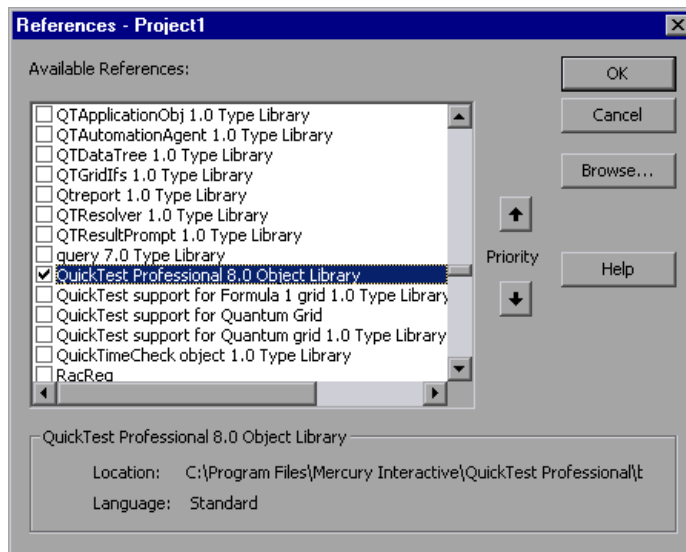 References - Project1
Available References:
QTApplicationObj 1.0 Type Library
QTAutomationAgent 1.0 Type Library
QTDataTree 1.0 Type Library
QTGridIfs 1.0 Type Library
Qtreport 1.0 Type Library
QTResolver 1.0 Type Library
QTResultPrompt 1.0 Type Library
query 7.0 Type Library
QuickTest Professional 8.0 Object Library
QuickTest support for Formula 1 grid 1.0 Type Library
QuickTest support for Quantum Grid
QuickTest support for Quantum grid 1.0 Type Library
QuickTimeCheck object 1.0 Type Library
RacReg
Priority
OK
Cancel
Browse...
Help
QuickTest Professional 8.0 Object Library
Location: C:\Program Files\Mercury Interactive\QuickTest Professional\t
Language: Standard